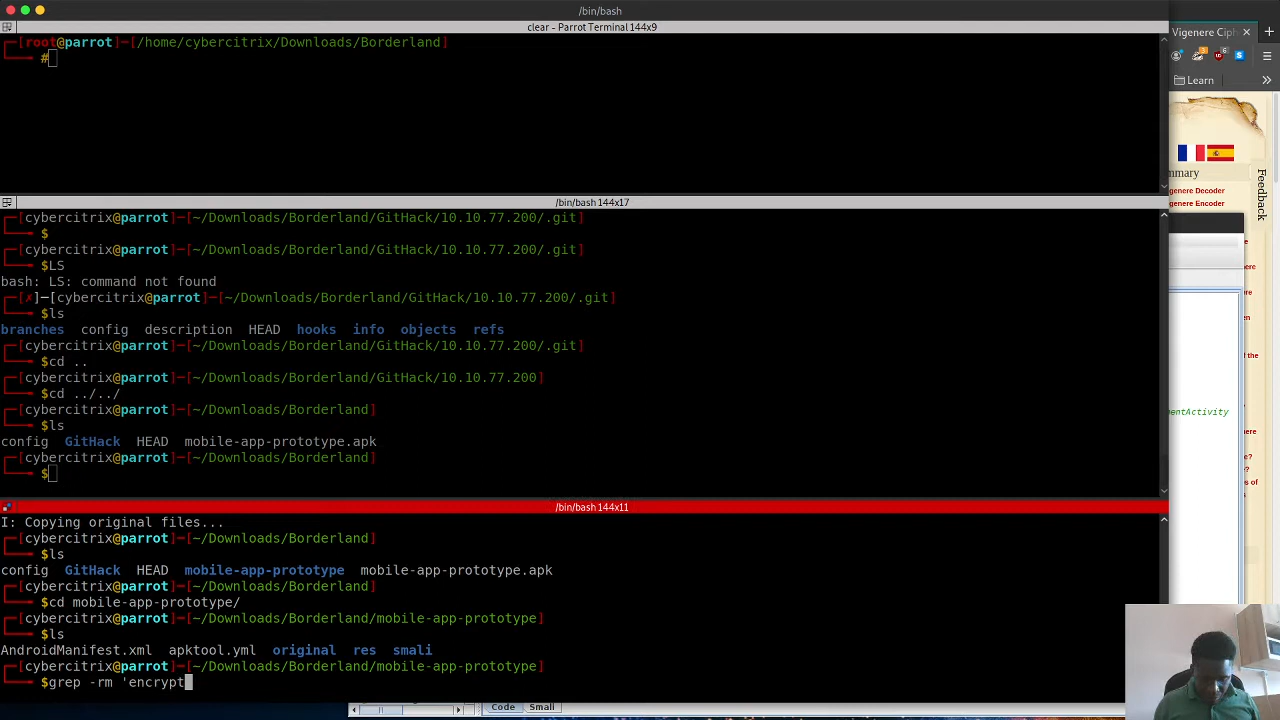 /bin/bash
clear - Parrot Terminal 144x9
┌─[root@parrot]─[/home/cybercitrix/Downloads/Borderland]
└──╼ #
/bin/bash 144x17
┌─[cybercitrix@parrot]─[~/Downloads/Borderland/GitHack/10.10.77.200/.git]
└──╼ $
┌─[cybercitrix@parrot]─[~/Downloads/Borderland/GitHack/10.10.77.200/.git]
└──╼ $LS
bash: LS: command not found
┌─[✗]─[cybercitrix@parrot]─[~/Downloads/Borderland/GitHack/10.10.77.200/.git]
└──╼ $ls
branches config description HEAD hooks info objects refs
┌─[cybercitrix@parrot]─[~/Downloads/Borderland/GitHack/10.10.77.200/.git]
└──╼ $cd ..
┌─[cybercitrix@parrot]─[~/Downloads/Borderland/GitHack/10.10.77.200]
└──╼ $cd ../../
┌─[cybercitrix@parrot]─[~/Downloads/Borderland]
└──╼ $ls
config GitHack HEAD mobile-app-prototype.apk
┌─[cybercitrix@parrot]─[~/Downloads/Borderland]
└──╼ $
/bin/bash 144x11
I: Copying original files...
┌─[cybercitrix@parrot]─[~/Downloads/Borderland]
└──╼ $ls
config GitHack HEAD mobile-app-prototype mobile-app-prototype.apk
┌─[cybercitrix@parrot]─[~/Downloads/Borderland]
└──╼ $cd mobile-app-prototype/
┌─[cybercitrix@parrot]─[~/Downloads/Borderland/mobile-app-prototype]
└──╼ $ls
AndroidManifest.xml apktool.yml original res smali
┌─[cybercitrix@parrot]─[~/Downloads/Borderland/mobile-app-prototype]
└──╼ $grep -rm 'encrypt
Vigenere Ciph
Learn
mmary
Feedback
igenere Decoder
igenere Encoder
mentActivity
Code Small